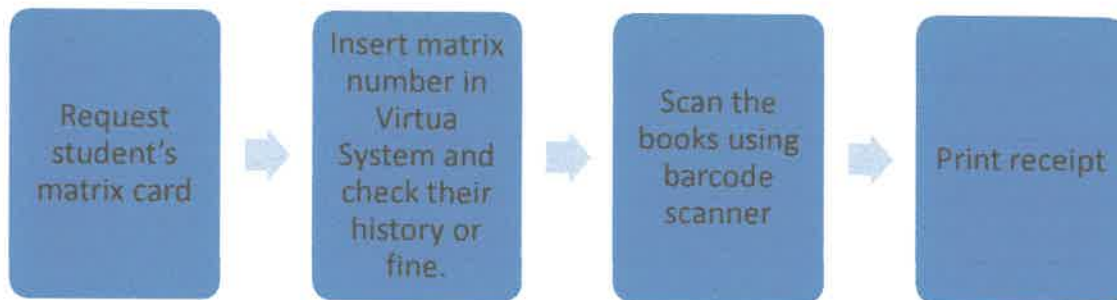 Request
student's
matrix card
Insert matrix
number in
Virtua
System and
check their
history or
fine.
Scan the
books using
barcode
scanner
Print receipt